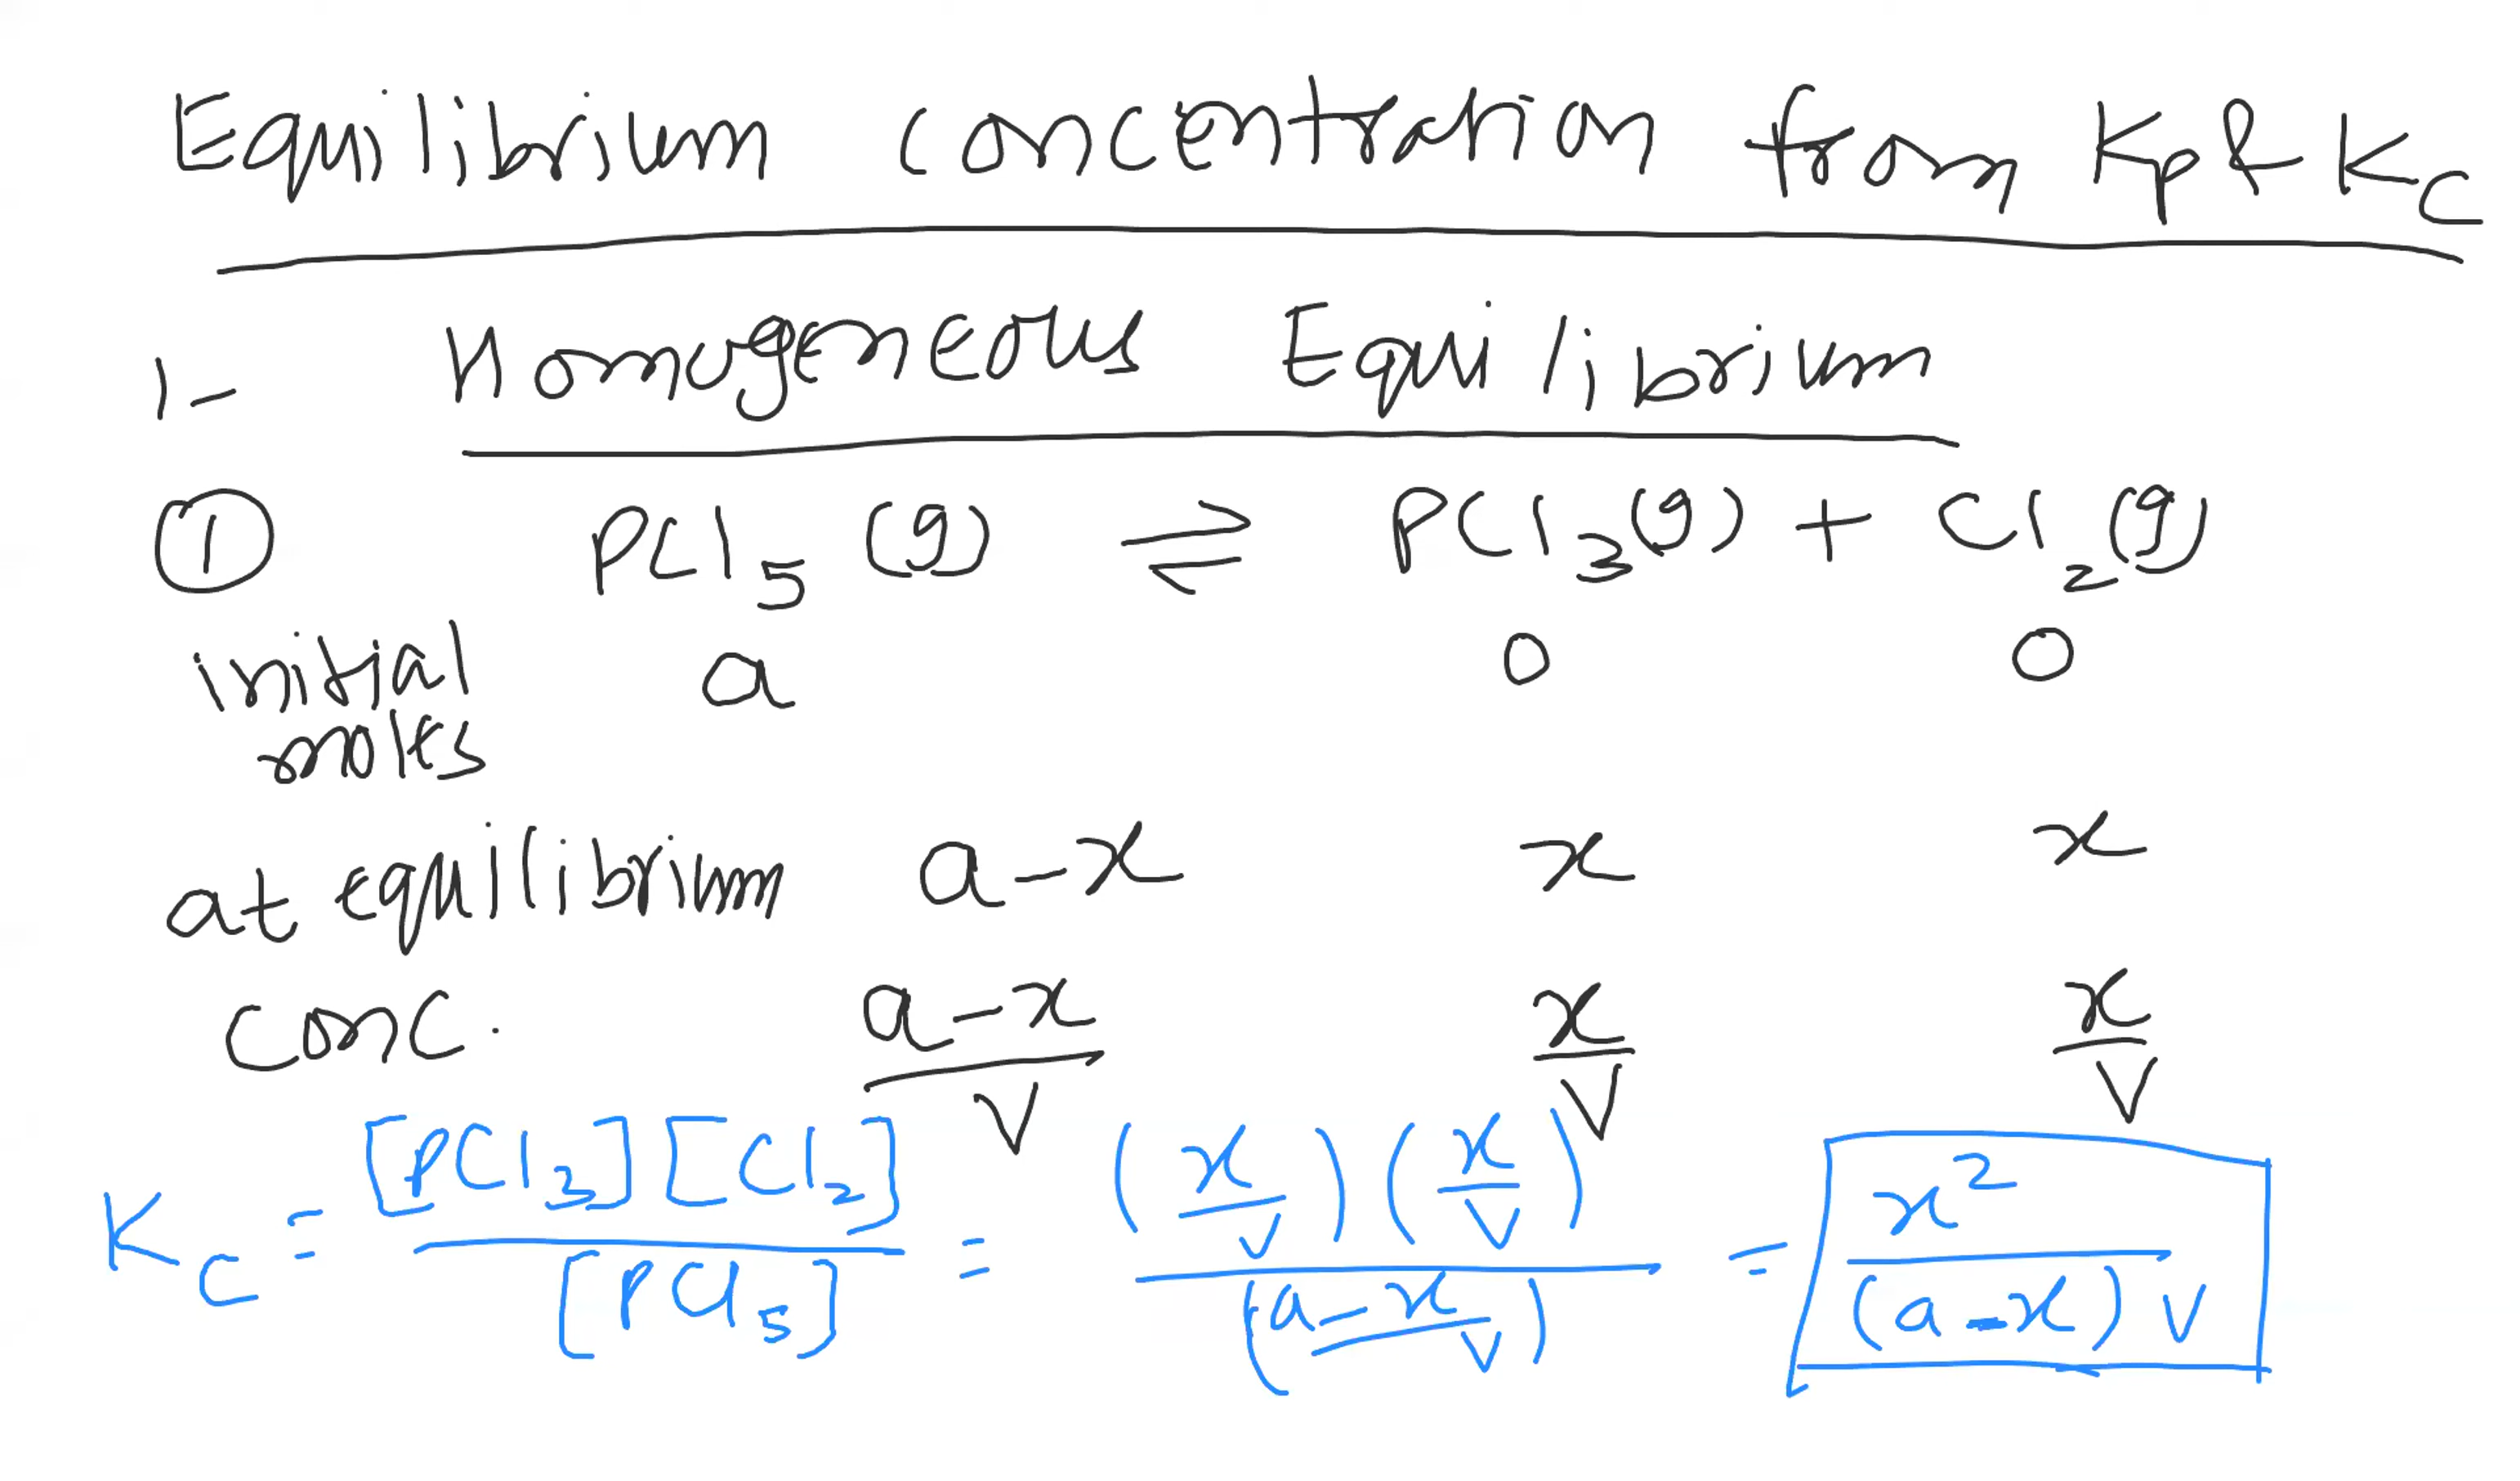 Equilibrium concentration from Kp & Kc
1- Homogeneous Equilibrium
① PCl₅ (g) ⇌ PCl₃(g) + Cl₂(g)
initial a 0 0
moles
at equilibrium a-x x x
conc. (a-x)/V x/V x/V
Kc = [PCl₃][Cl₂]/[PCl₅] = (x/V)(x/V)/((a-x)/V) = x²/((a-x)V)